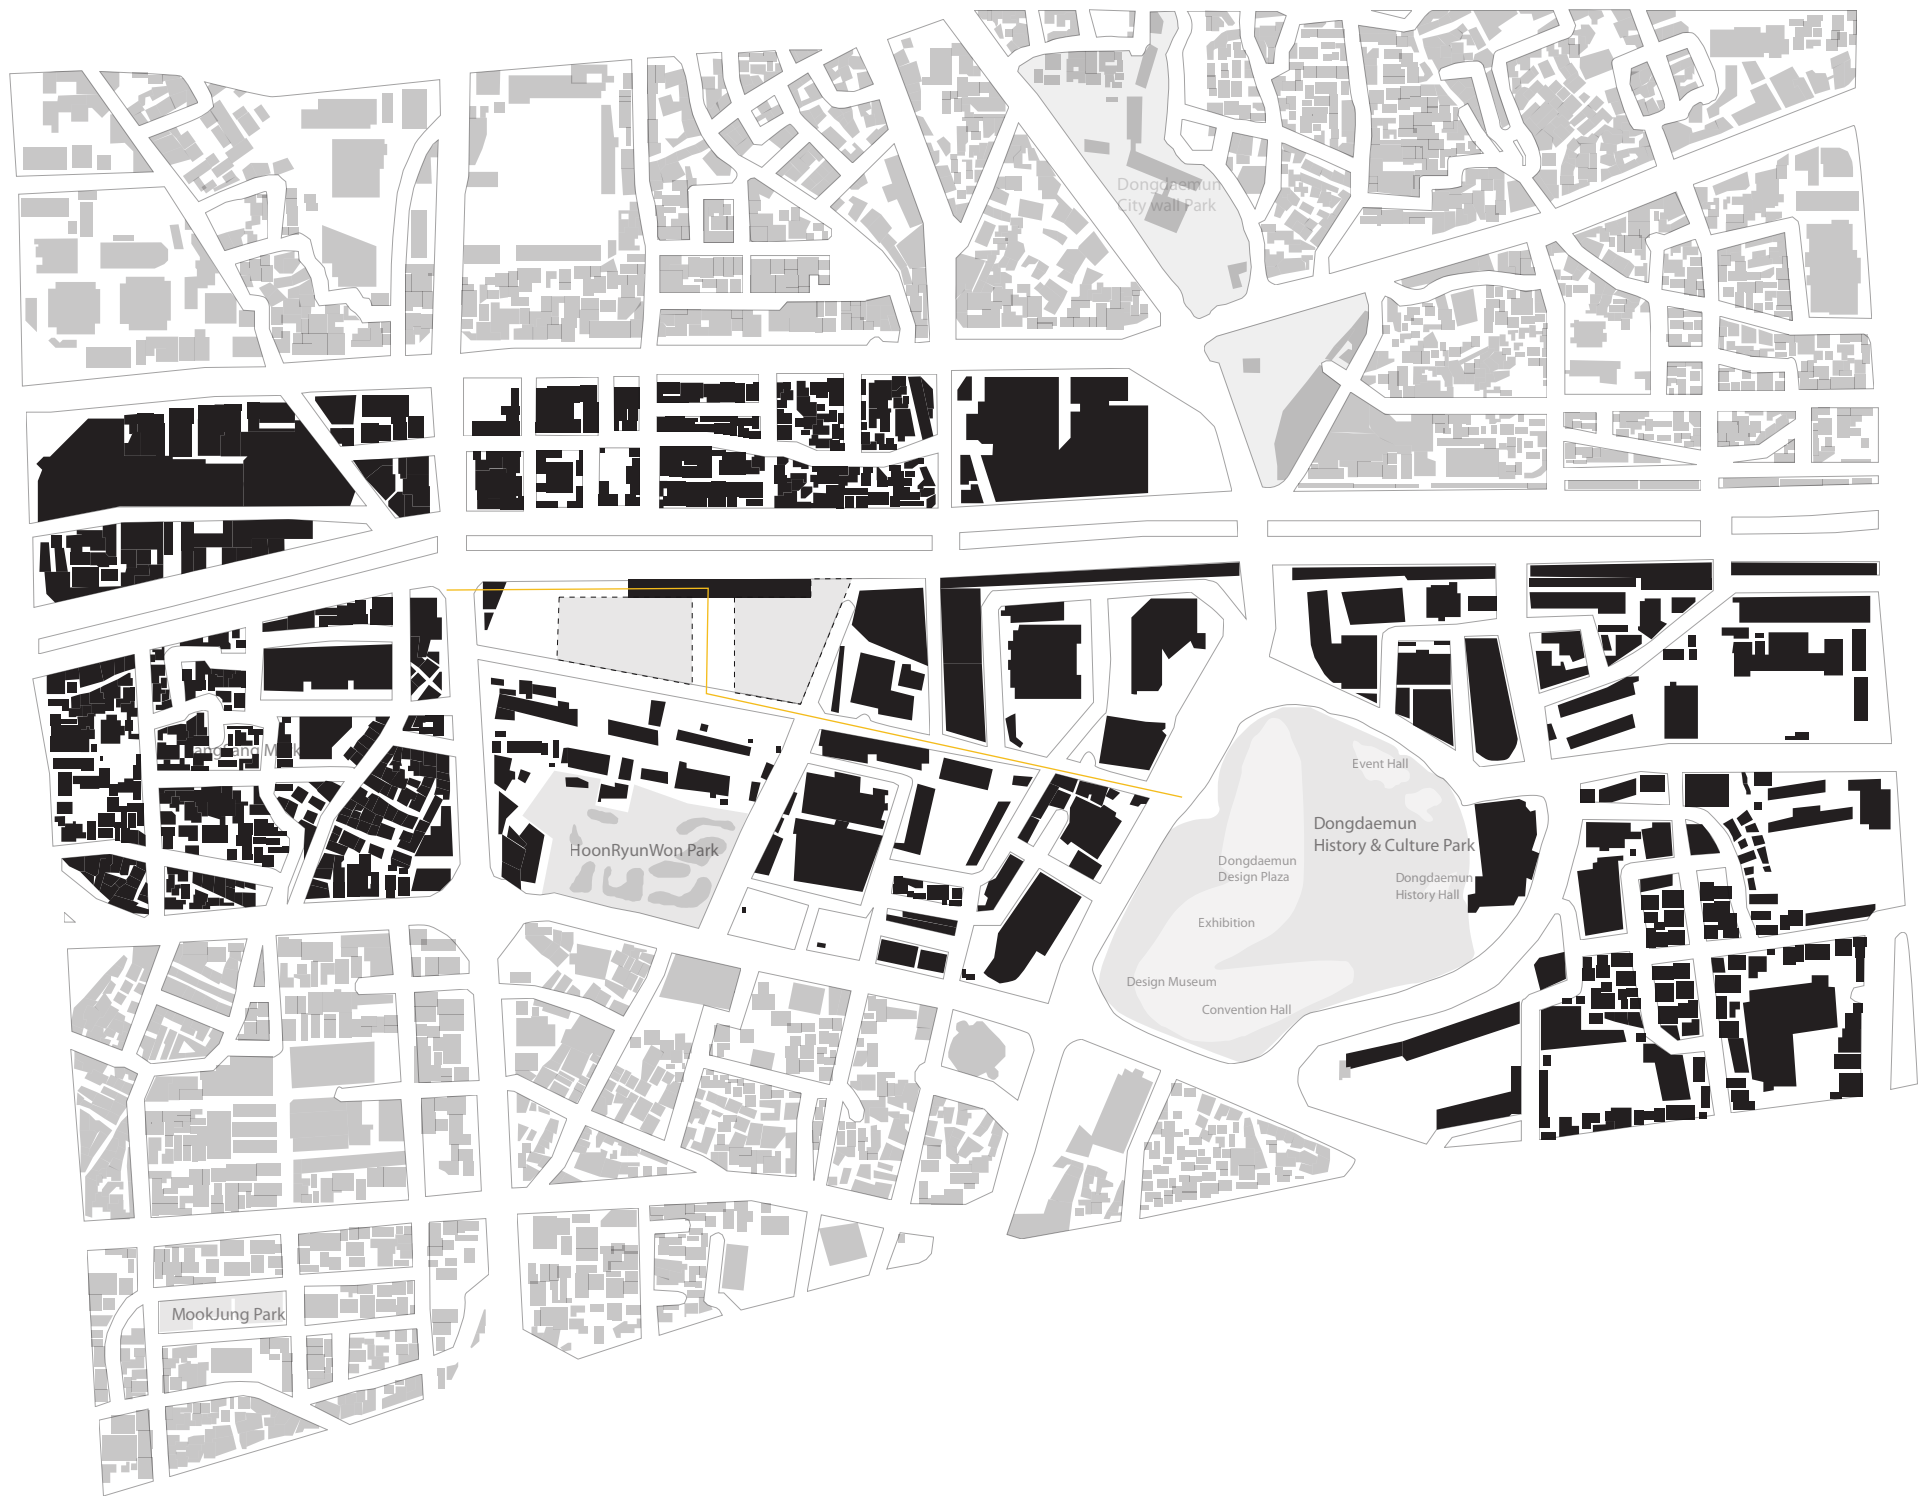 Dongdaemun
City wall Park
Event Hall
Dongdaemun
History & Culture Park
HoonRyunWon Park
Dongdaemun
Design Plaza
Dongdaemun
History Hall
Exhibition
Design Museum
Convention Hall
MookJung Park